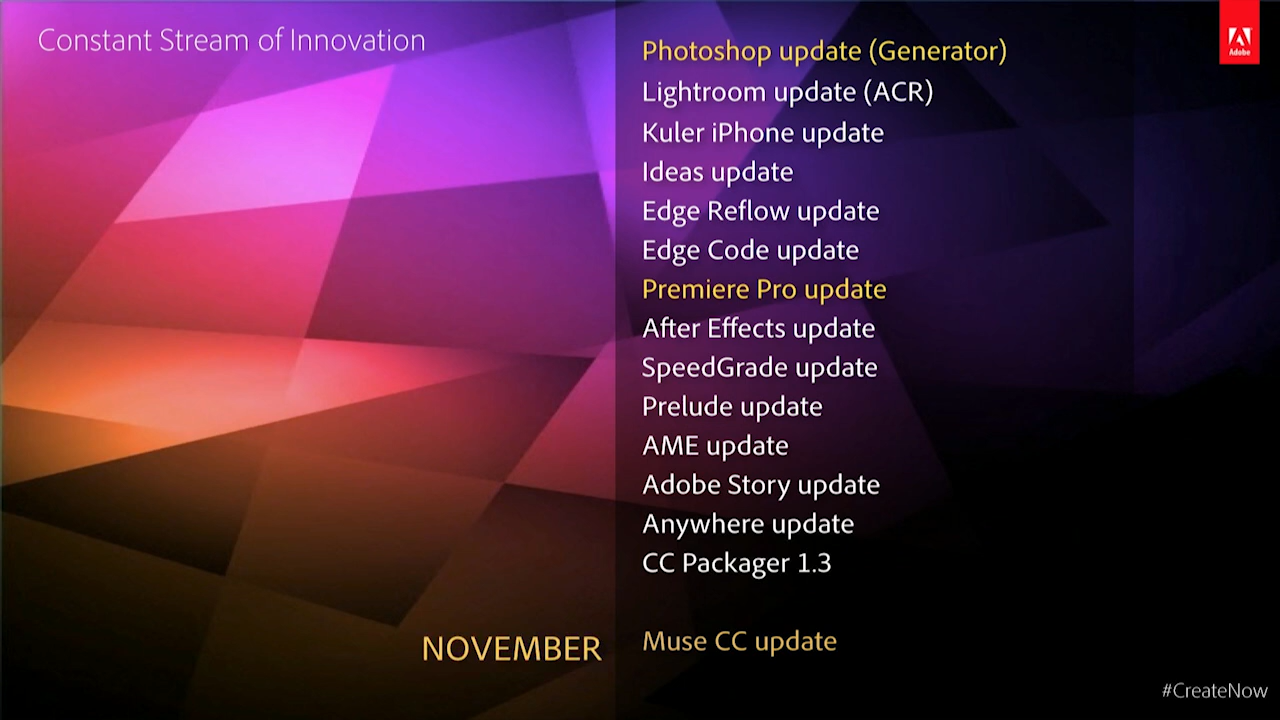 Constant Stream of Innovation
Adobe
Photoshop update (Generator)
Lightroom update (ACR)
Kuler iPhone update
Ideas update
Edge Reflow update
Edge Code update
Premiere Pro update
After Effects update
SpeedGrade update
Prelude update
AME update
Adobe Story update
Anywhere update
CC Packager 1.3
NOVEMBER
Muse CC update
#CreateNow